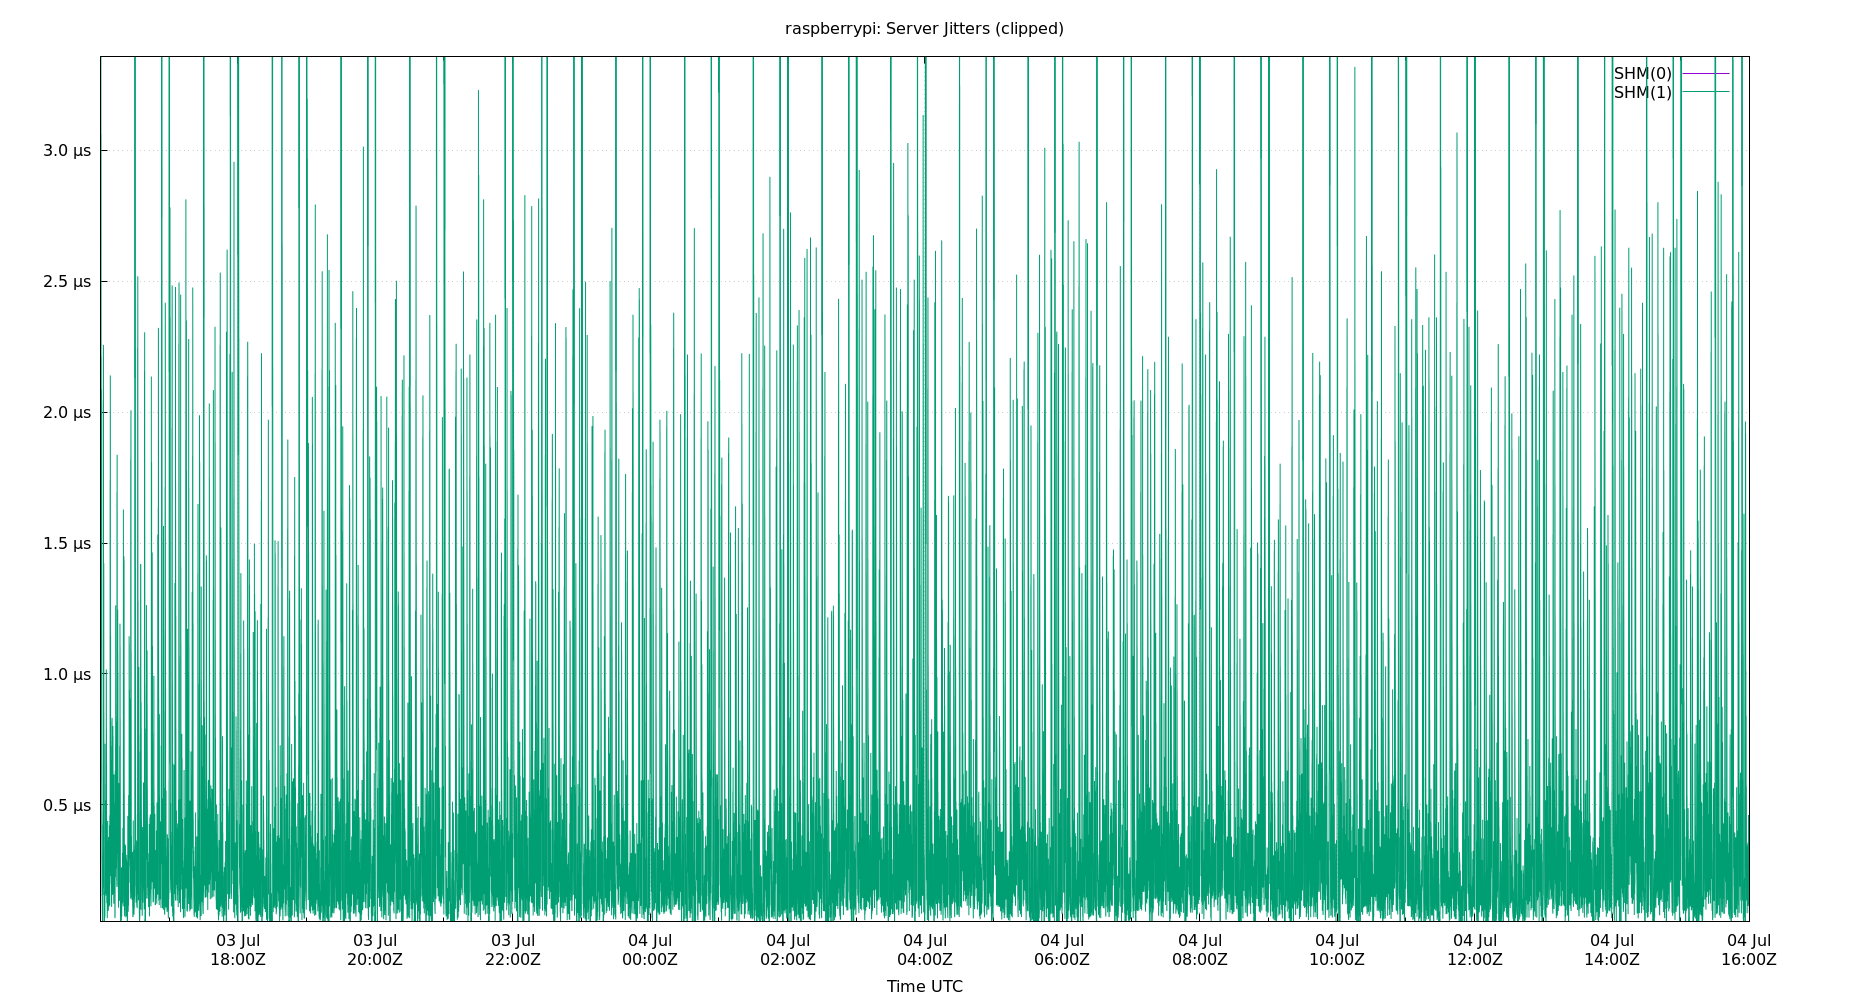 raspberrypi: Server Jitters (clipped)
SHM(0)
SHM(1)
3.0 µs
2.5 µs
2.0 µs
1.5 µs
1.0 µs
0.5 µs
03 Jul 03 Jul 03 Jul 04 Jul 04 Jul 04 Jul 04 Jul 04 Jul 04 Jul 04 Jul 04 Jul 04 Jul
18:00Z 20:00Z 22:00Z 00:00Z 02:00Z 04:00Z 06:00Z 08:00Z 10:00Z 12:00Z 14:00Z 16:00Z
Time UTC